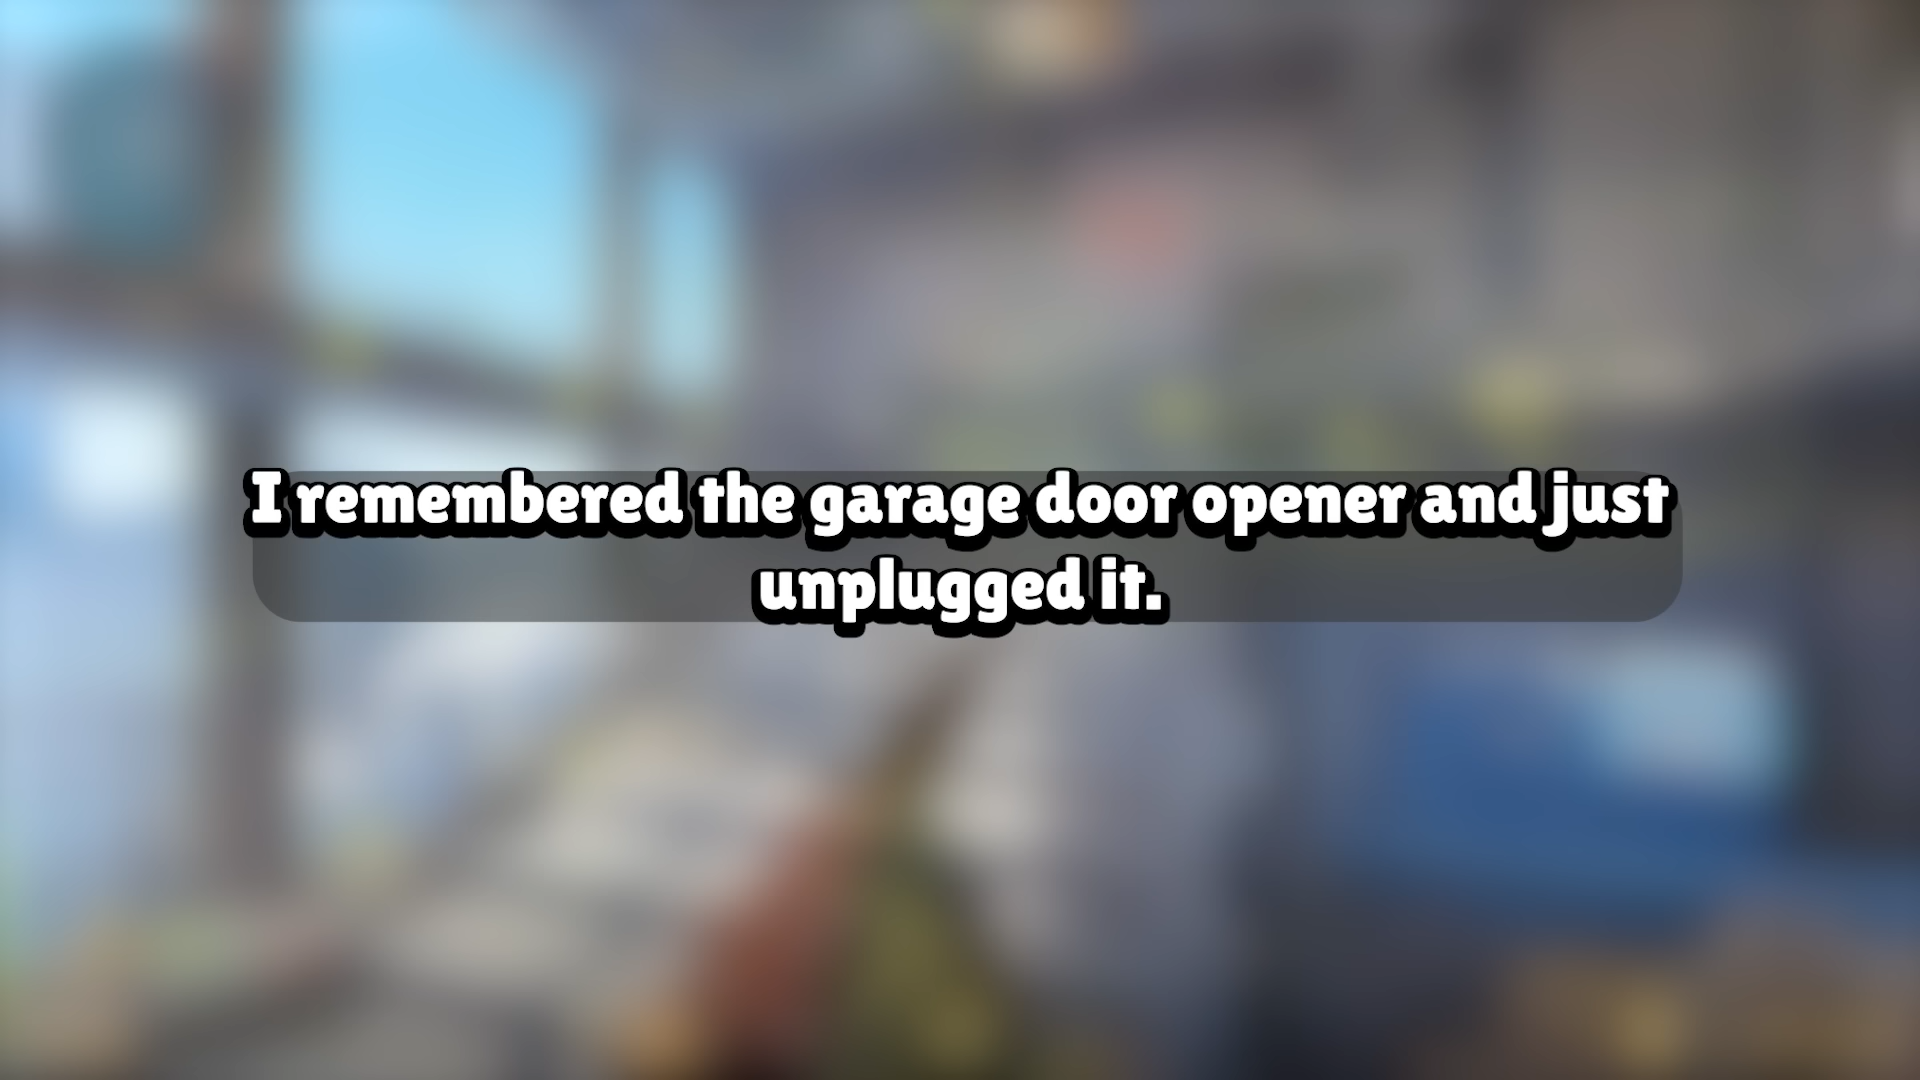 I remembered the garage door opener and just
unplugged it.